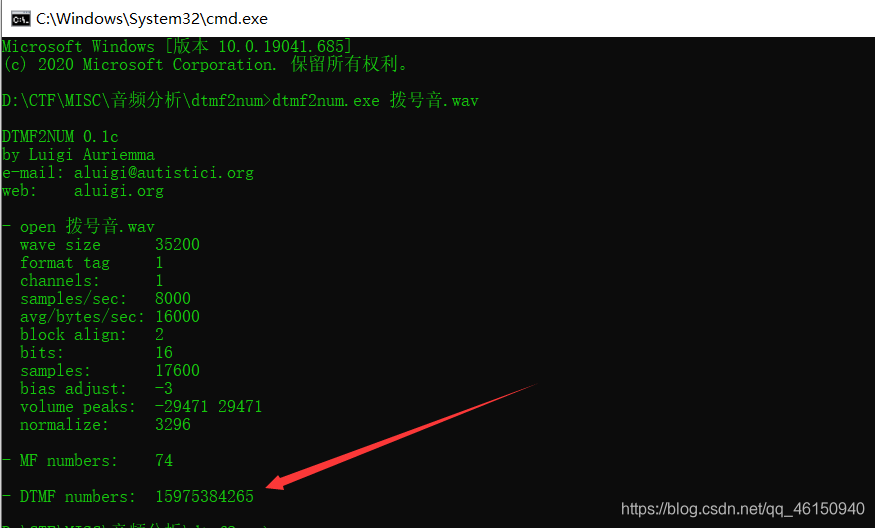 C:\Windows\System32\cmd.exe
Microsoft Windows [版本 10.0.19041.685]
(c) 2020 Microsoft Corporation. 保留所有权利。
D:\CTF\MISC\音频分析\dtmf2num>dtmf2num.exe 拨号音.wav
DTMF2NUM 0.1c
by Luigi Auriemma
e-mail: aluigi@autistici.org
web:    aluigi.org
- open 拨号音.wav
  wave size      35200
  format tag     1
  channels:      1
  samples/sec:   8000
  avg/bytes/sec: 16000
  block align:   2
  bits:          16
  samples:       17600
  bias adjust:   -3
  volume peaks:  -29471 29471
  normalize:     3296
- MF numbers:    74
- DTMF numbers:  15975384265
https://blog.csdn.net/qq_46150940